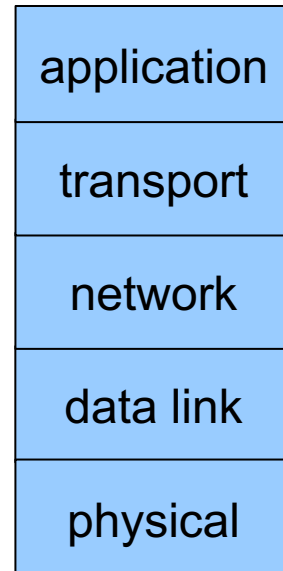 application
transport
network
data link
physical